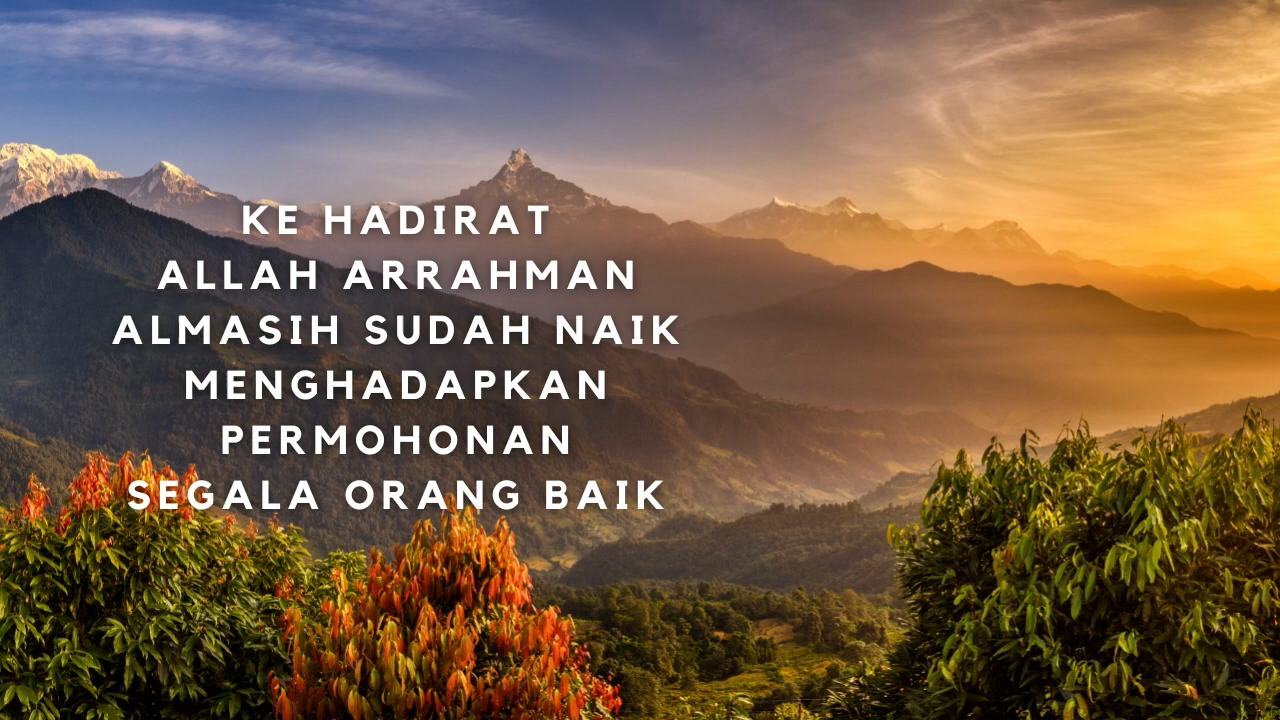 KE HADIRAT
ALLAH ARRAHMAN
ALMASIH SUDAH NAIK
MENGHADAPKAN
PERMOHONAN
SEGALA ORANG BAIK